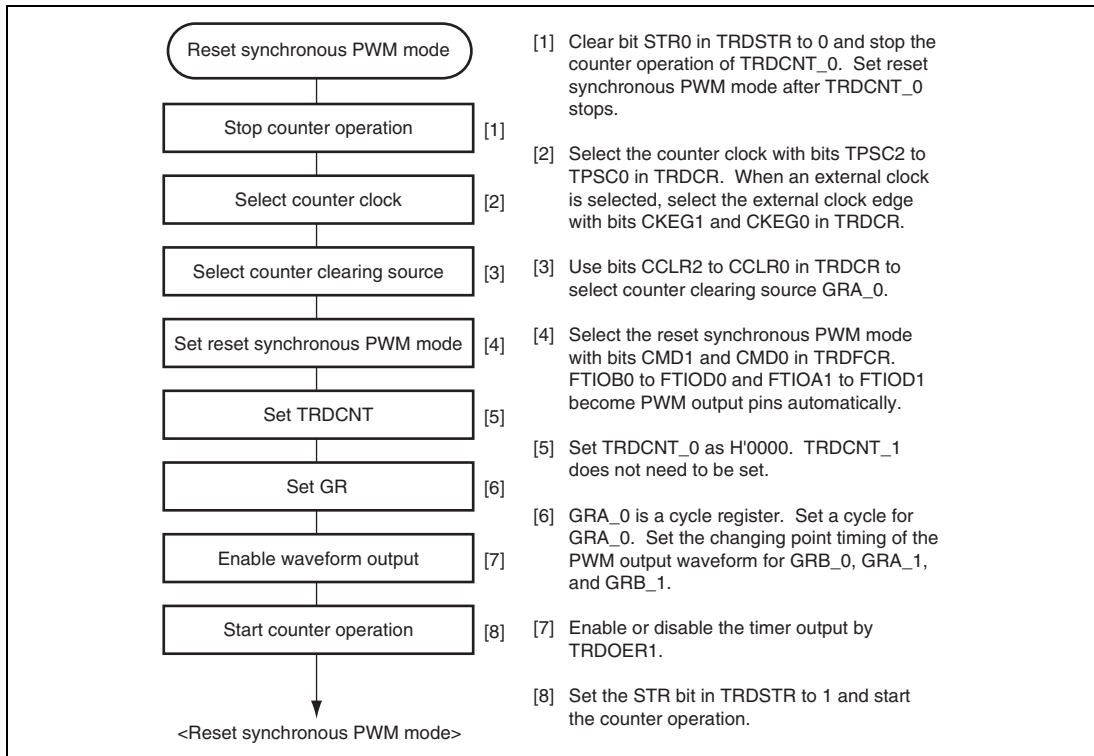 Reset synchronous PWM mode
Stop counter operation [1]
Select counter clock [2]
Select counter clearing source [3]
Set reset synchronous PWM mode [4]
Set TRDCNT [5]
Set GR [6]
Enable waveform output [7]
Start counter operation [8]
<Reset synchronous PWM mode>
[1] Clear bit STR0 in TRDSTR to 0 and stop the
counter operation of TRDCNT_0. Set reset
synchronous PWM mode after TRDCNT_0
stops.
[2] Select the counter clock with bits TPSC2 to
TPSC0 in TRDCR. When an external clock
is selected, select the external clock edge
with bits CKEG1 and CKEG0 in TRDCR.
[3] Use bits CCLR2 to CCLR0 in TRDCR to
select counter clearing source GRA_0.
[4] Select the reset synchronous PWM mode
with bits CMD1 and CMD0 in TRDFCR.
FTIOB0 to FTIOD0 and FTIOA1 to FTIOD1
become PWM output pins automatically.
[5] Set TRDCNT_0 as H'0000. TRDCNT_1
does not need to be set.
[6] GRA_0 is a cycle register. Set a cycle for
GRA_0. Set the changing point timing of the
PWM output waveform for GRB_0, GRA_1,
and GRB_1.
[7] Enable or disable the timer output by
TRDOER1.
[8] Set the STR bit in TRDSTR to 1 and start
the counter operation.